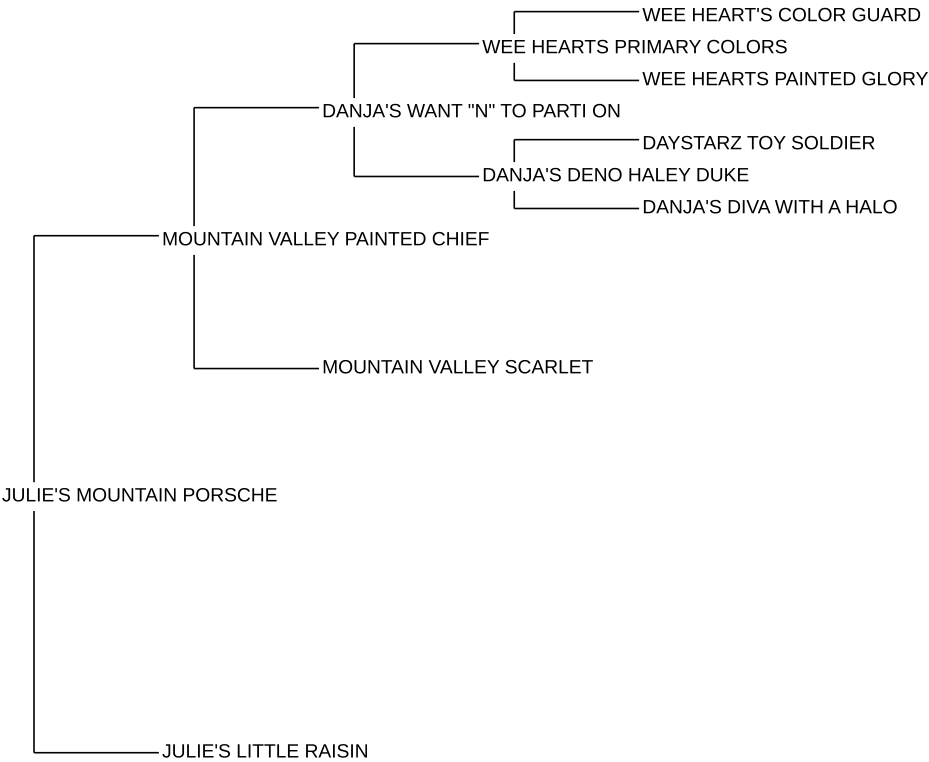 WEE HEART'S COLOR GUARD
WEE HEARTS PRIMARY COLORS
WEE HEARTS PAINTED GLORY
DANJA'S WANT "N" TO PARTI ON
DAYSTARZ TOY SOLDIER
DANJA'S DENO HALEY DUKE
DANJA'S DIVA WITH A HALO
MOUNTAIN VALLEY PAINTED CHIEF
MOUNTAIN VALLEY SCARLET
JULIE'S MOUNTAIN PORSCHE
JULIE'S LITTLE RAISIN